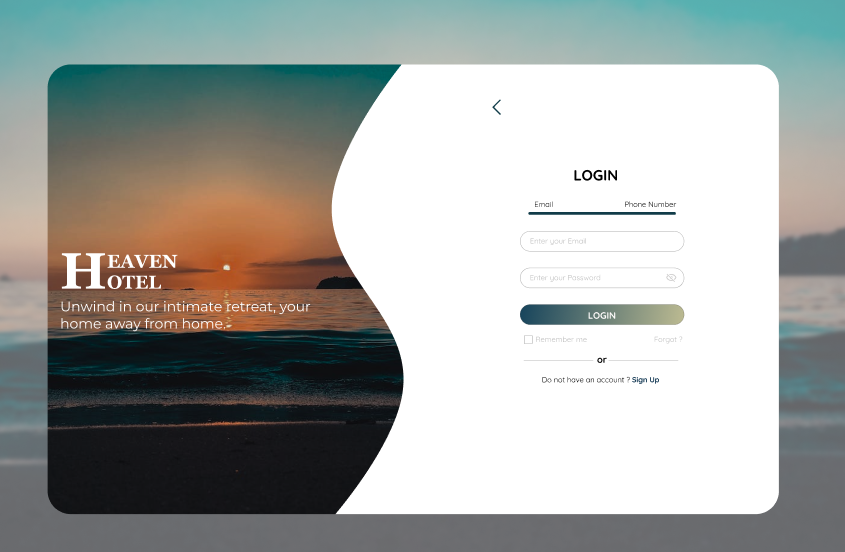 HEAVEN
HOTEL
Unwind in our intimate retreat, your
home away from home.
LOGIN
Email Phone Number
Enter your Email
Enter your Password
LOGIN
Remember me Forgot ?
or
Do not have an account ? Sign Up